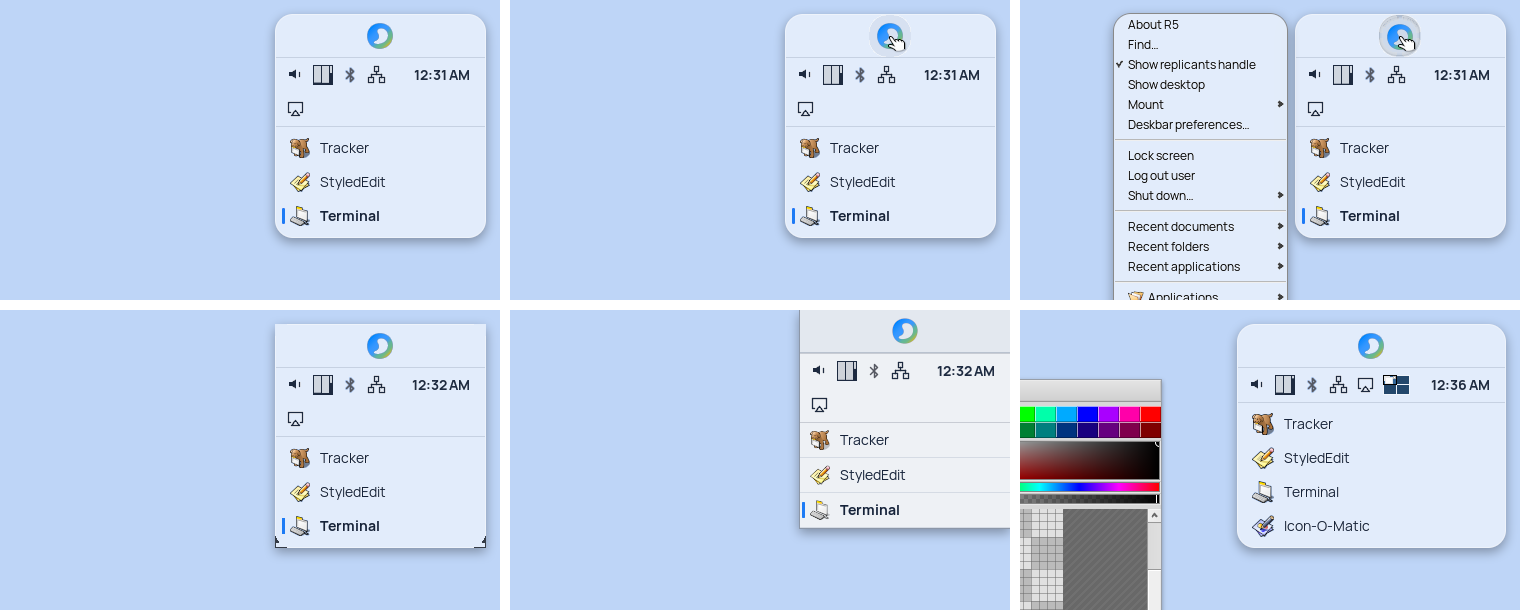 12:31 AM
Tracker
StyledEdit
Terminal
12:31 AM
Tracker
StyledEdit
Terminal
About R5
Find…
Show replicants handle
Show desktop
Mount
Deskbar preferences…
Lock screen
Log out user
Shut down…
Recent documents
Recent folders
Recent applications
Applications
12:31 AM
Tracker
StyledEdit
Terminal
12:32 AM
Tracker
StyledEdit
Terminal
12:32 AM
Tracker
StyledEdit
Terminal
12:36 AM
Tracker
StyledEdit
Terminal
Icon-O-Matic